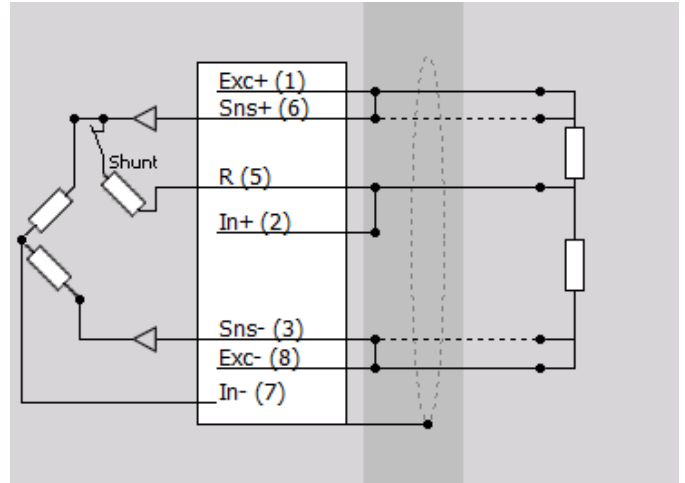 Exc+ (1)
Sns+ (6)
Shunt
R (5)
In+ (2)
Sns- (3)
Exc- (8)
In- (7)